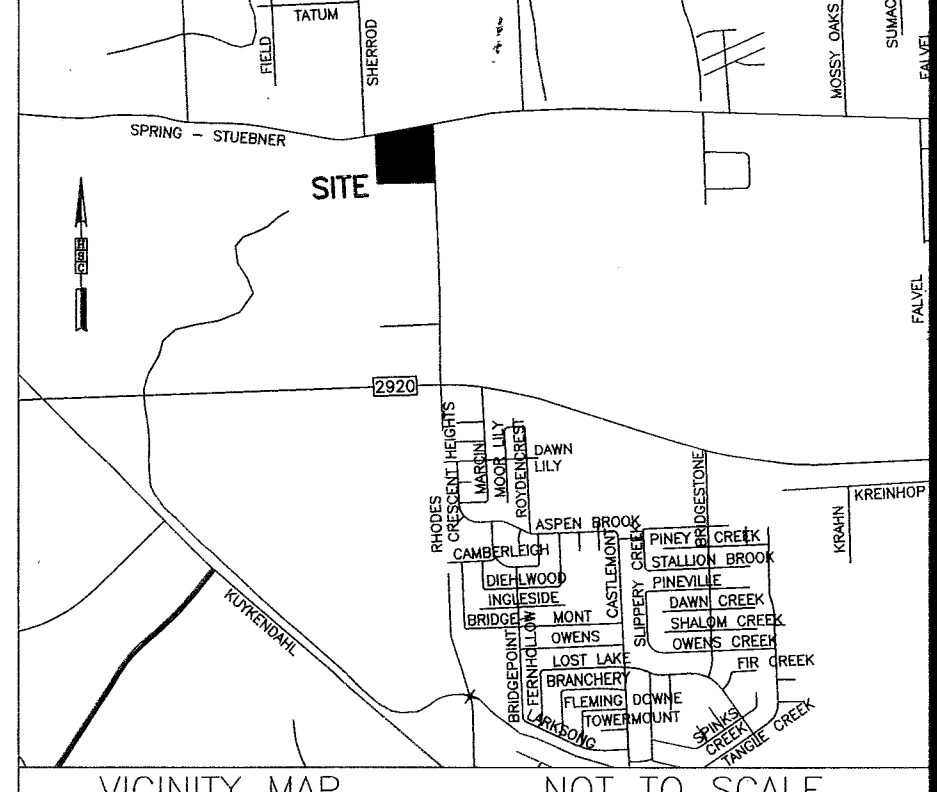 TATUM
FIELD
SHERROD
MOSSY OAKS
SUMAC
FALVEL
SPRING – STUEBNER
SITE
H
S
C
FALVEL
2920
RHODES
CRESCENT HEIGHTS
MARCIN
MOOR LILY
ROYDENCREST
DAWN
LILY
BRIDGESTONE
KREINHOP
KRAHN
ASPEN BROOK
CAMBERLEIGH
DIEHLWOOD
INGLESIDE
BRIDGE
MONT
OWENS
LOST LAKE
BRANCHERY
FLEMING DOWNE
TOWERMOUNT
LARKSONG
BRIDGEPOINT
FERNHOLLOW
CASTLEMONT
SLIPPERY CREEK
PINEY CREEK
STALLION BROOK
PINEVILLE
DAWN CREEK
SHALOM CREEK
OWENS CREEK
FIR CREEK
SPINKS
CREEK
TANGLE CREEK
KUYKENDAHL
VICINITY MAP
NOT TO SCALE